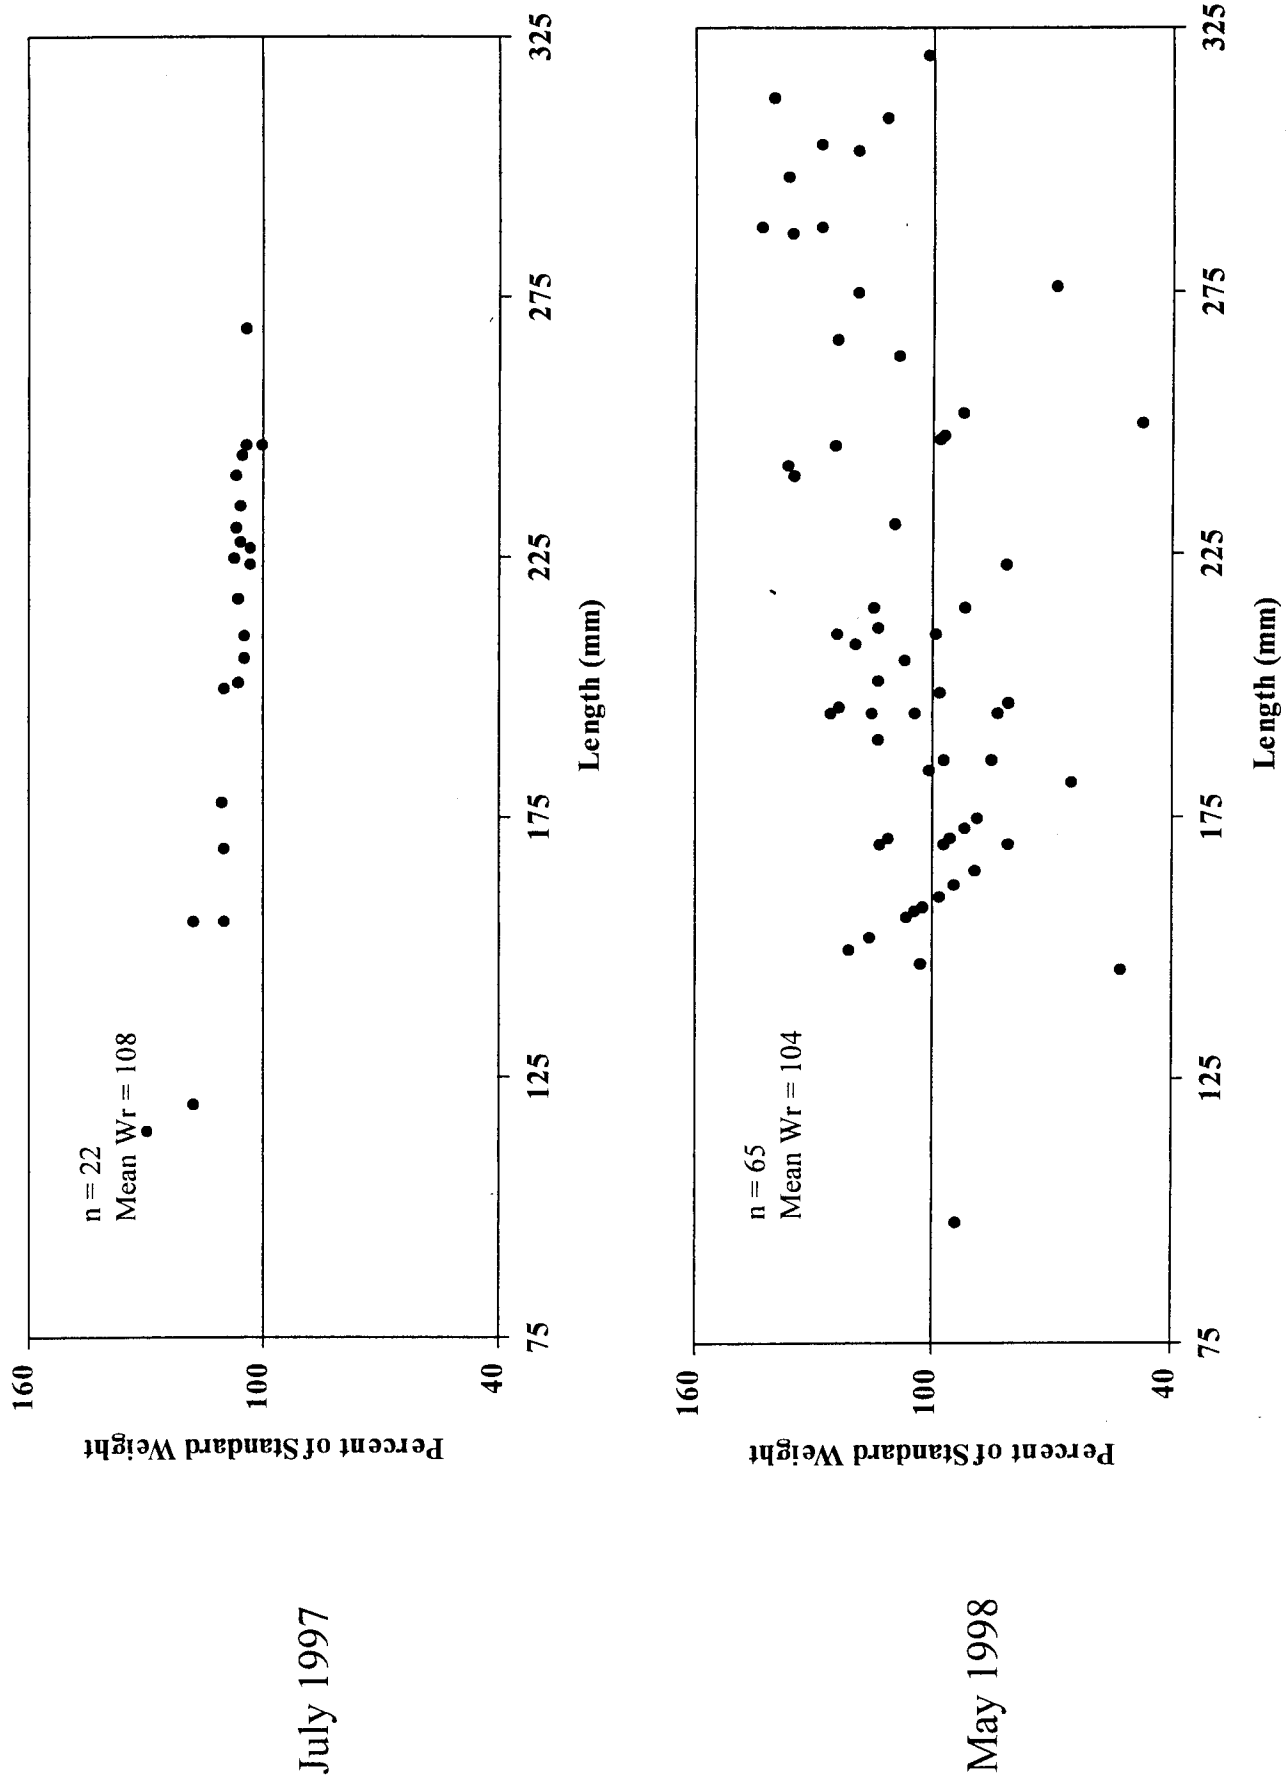 July 1997
Percent of Standard Weight
160
100
40
n = 22
Mean Wr = 108
75
125
175
225
275
325
Length (mm)
May 1998
Percent of Standard Weight
160
100
40
n = 65
Mean Wr = 104
75
125
175
225
275
325
Length (mm)